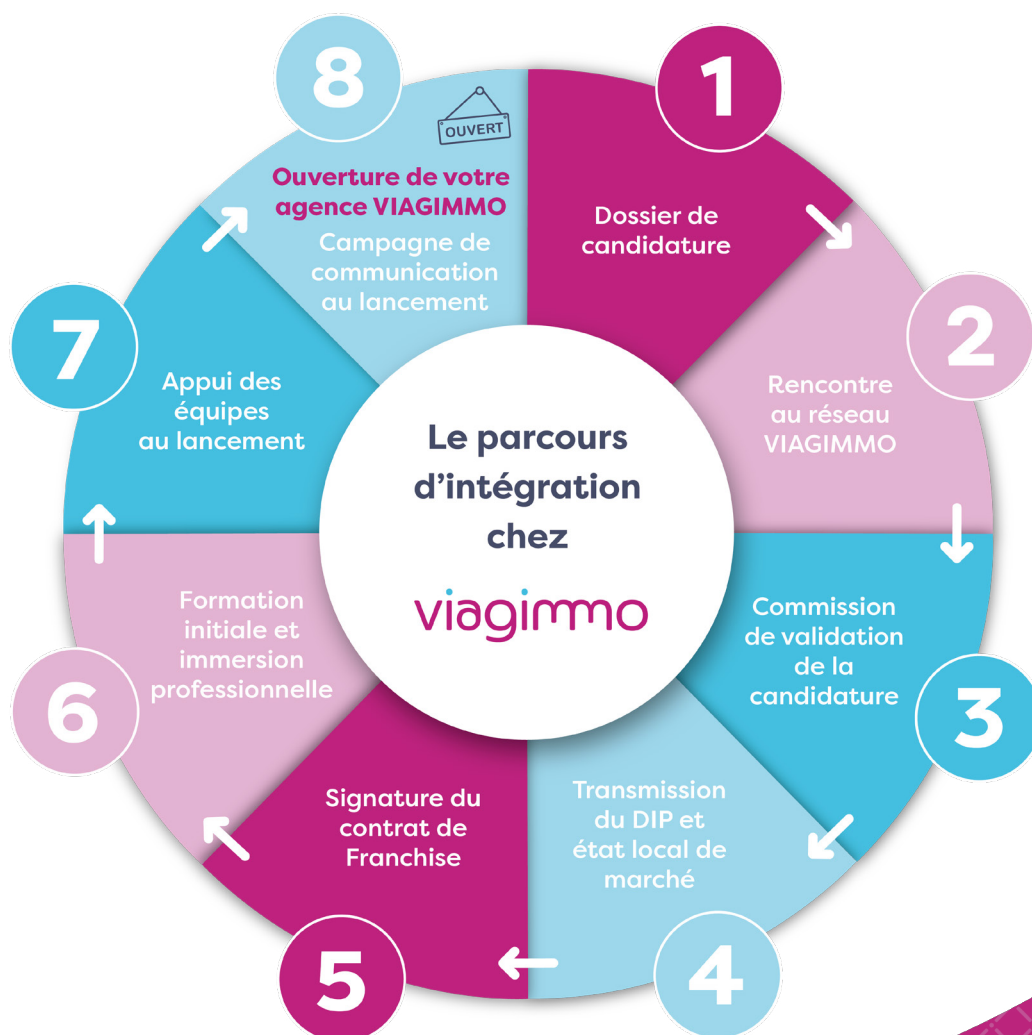 Le parcours
d'intégration
chez
viagimmo
1
Dossier de
candidature
2
Rencontre
au réseau
VIAGIMMO
3
Commission
de validation
de la
candidature
4
Transmission
du DIP et
état local de
marché
5
Signature du
contrat de
Franchise
6
Formation
initiale et
immersion
professionnelle
7
Appui des
équipes
au lancement
8
OUVERT
Ouverture de votre
agence VIAGIMMO
Campagne de
communication
au lancement